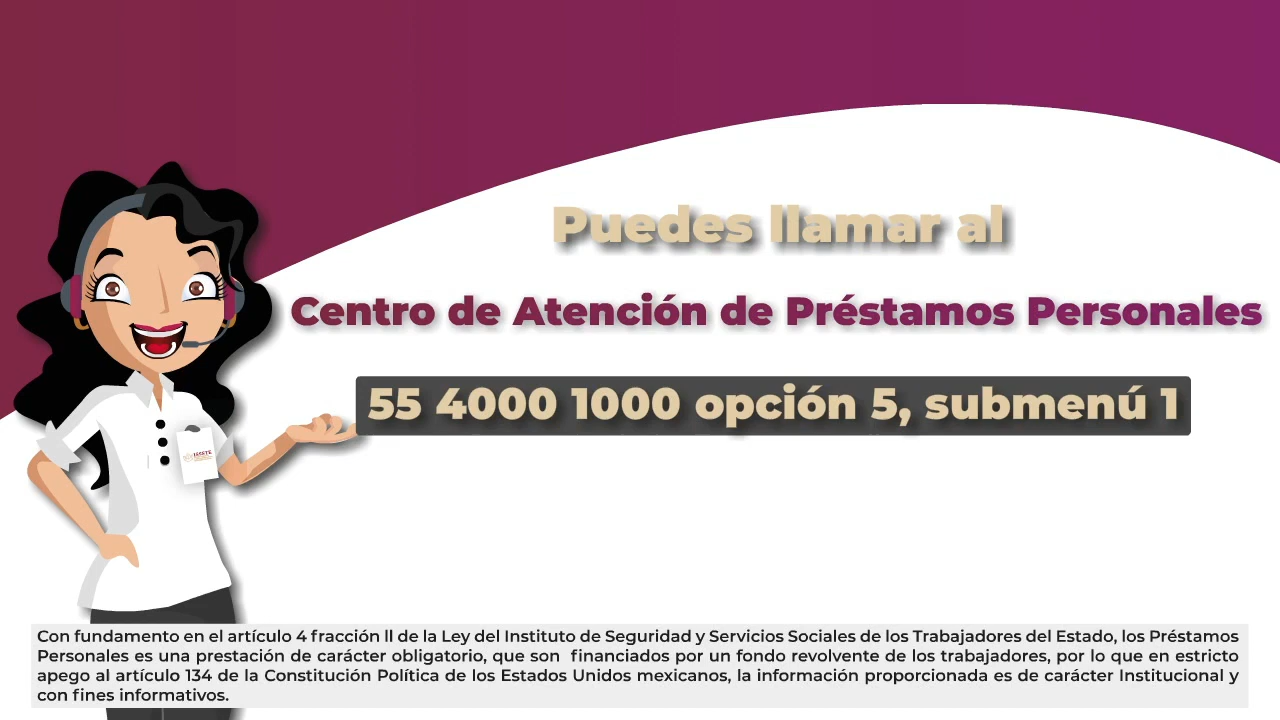 Puedes llamar al
Centro de Atención de Préstamos Personales
55 4000 1000 opción 5, submenú 1
ISSSTE
Con fundamento en el artículo 4 fracción ll de la Ley del Instituto de Seguridad y Servicios Sociales de los Trabajadores del Estado, los Préstamos
Personales es una prestación de carácter obligatorio, que son financiados por un fondo revolvente de los trabajadores, por lo que en estricto
apego al artículo 134 de la Constitución Política de los Estados Unidos mexicanos, la información proporcionada es de carácter Institucional y
con fines informativos.